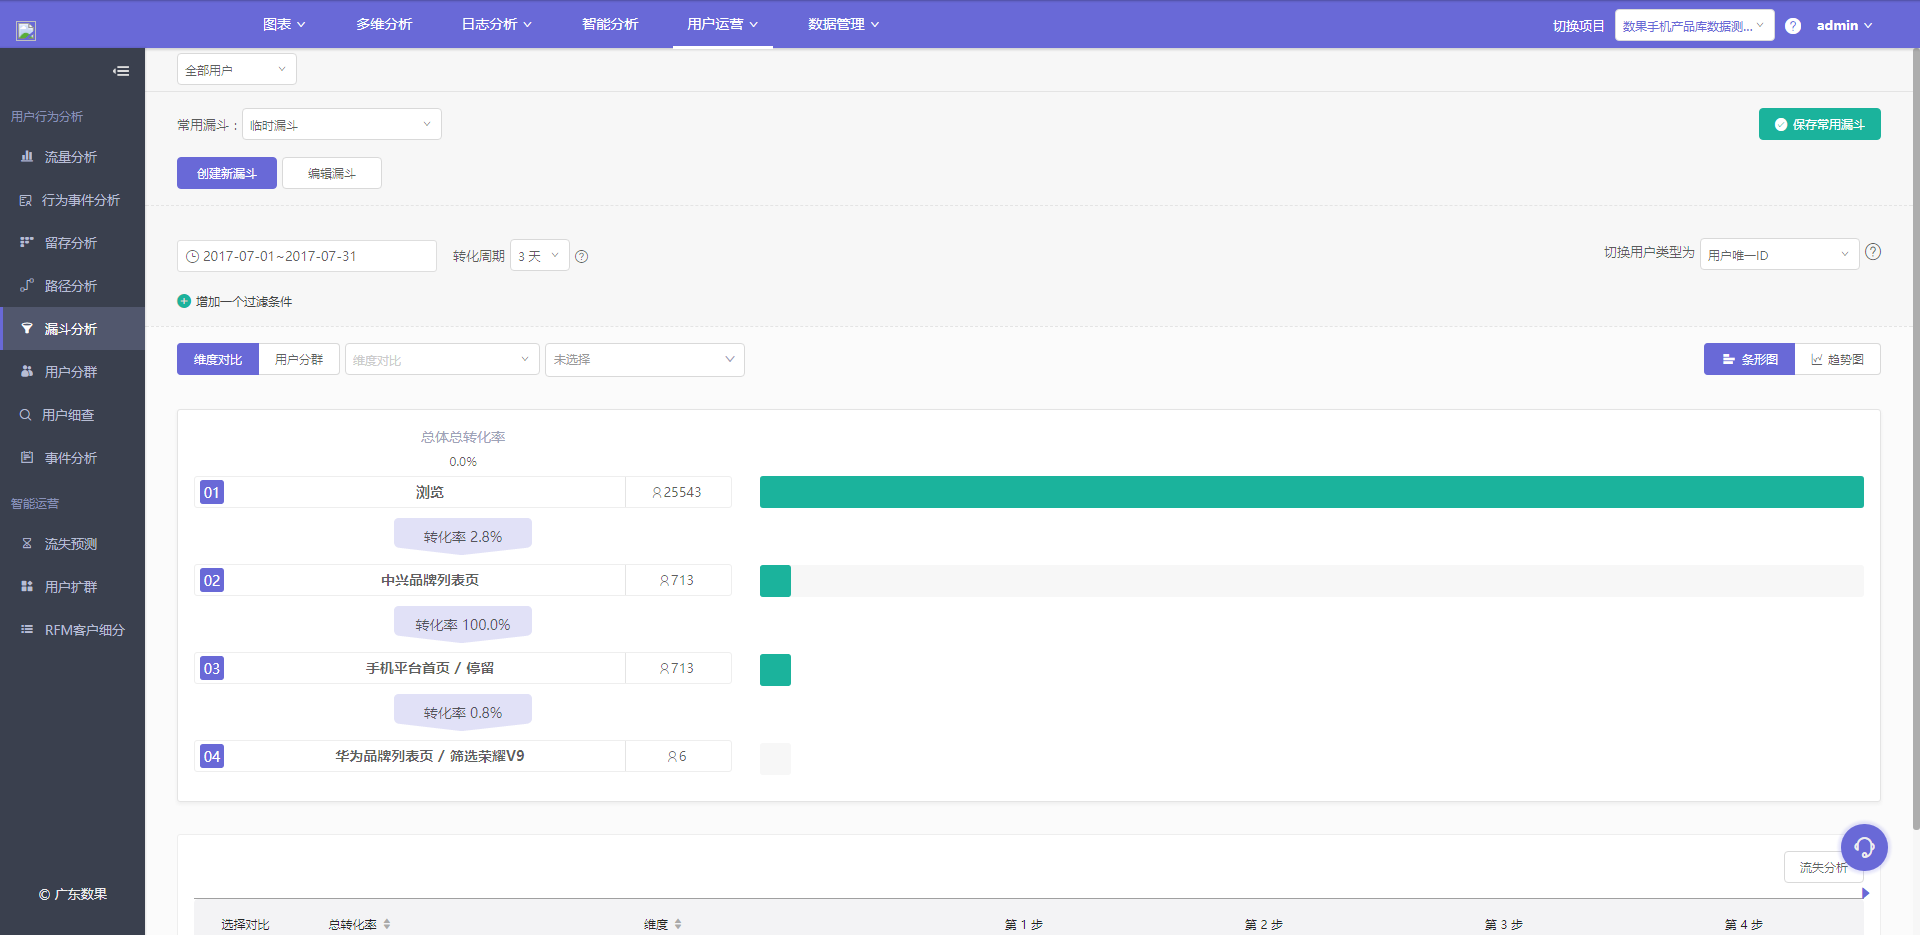 图表 多维分析 日志分析 智能分析 用户运营 数据管理 切换项目 数果手机产品库数据测... ? admin
全部用户
用户行为分析
流量分析
行为事件分析
留存分析
路径分析
漏斗分析
用户分群
用户细查
事件分析
智能运营
流失预测
用户扩群
RFM客户细分
© 广东数果
常用漏斗 : 临时漏斗 保存常用漏斗
创建新漏斗 编辑漏斗
2017-07-01~2017-07-31 转化周期 3 天 ? 切换用户类型为 用户唯一ID ?
增加一个过滤条件
维度对比 用户分群 维度对比 未选择 条形图 趋势图
总体总转化率
0.0%
01 浏览 25543
转化率 2.8%
02 中兴品牌列表页 713
转化率 100.0%
03 手机平台首页 / 停留 713
转化率 0.8%
04 华为品牌列表页 / 筛选荣耀V9 6
流失分析
选择对比 总转化率 维度 第 1 步 第 2 步 第 3 步 第 4 步